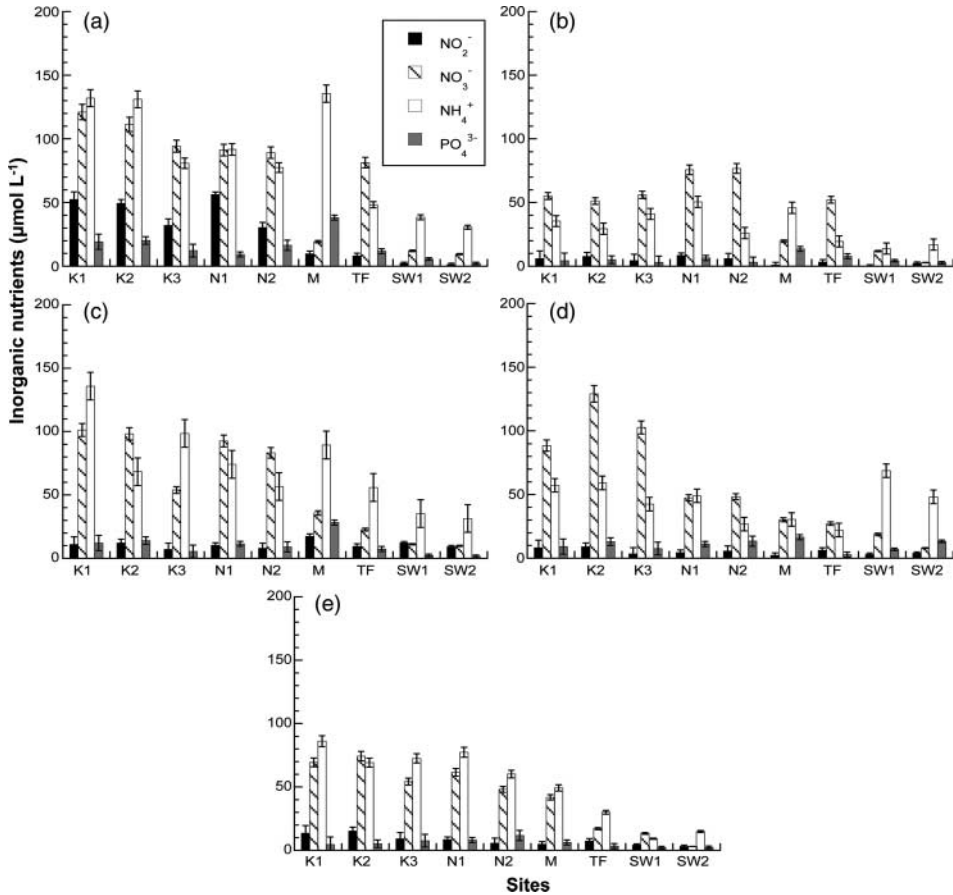 (a)
200
150
100
50
0
K1 K2 K3 N1 N2 M TF SW1 SW2
NO2-
NO3-
NH4+
PO43-
(b)
200
150
100
50
0
K1 K2 K3 N1 N2 M TF SW1 SW2
Inorganic nutrients (µmol L-1)
(c)
200
150
100
50
0
K1 K2 K3 N1 N2 M TF SW1 SW2
(d)
200
150
100
50
0
K1 K2 K3 N1 N2 M TF SW1 SW2
(e)
200
150
100
50
0
K1 K2 K3 N1 N2 M TF SW1 SW2
Sites